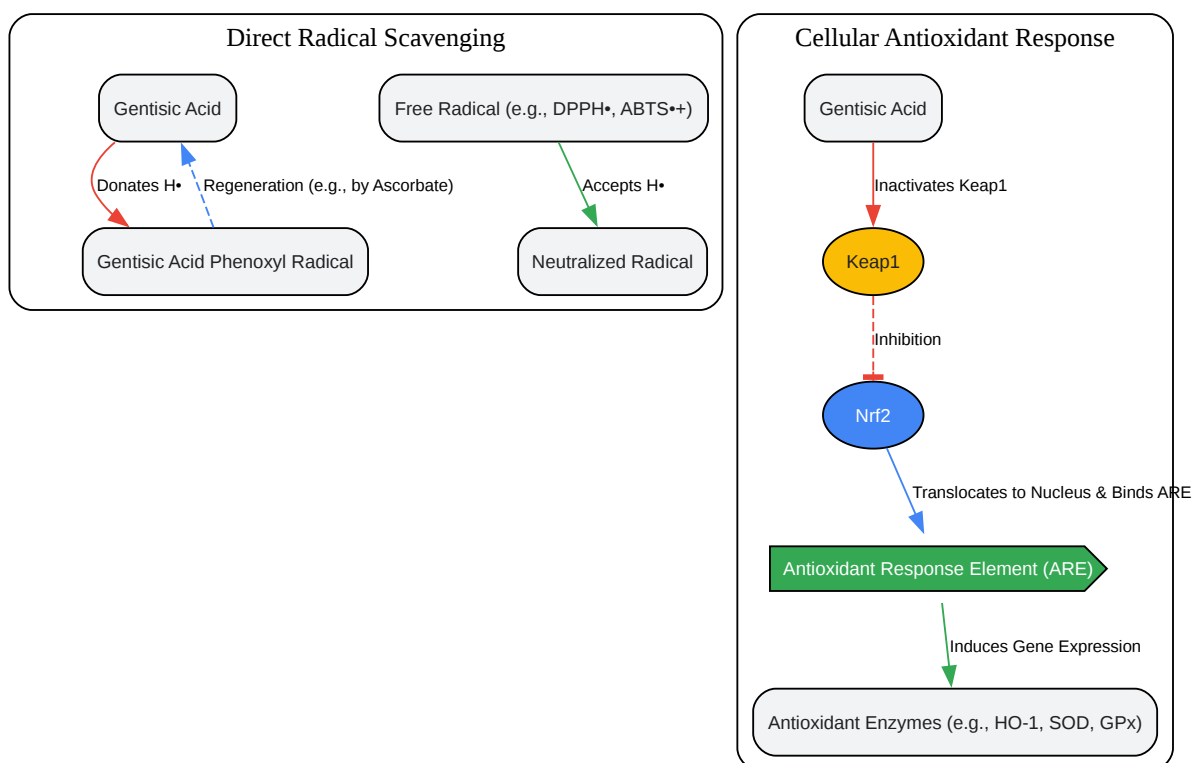 Direct Radical Scavenging
Gentisic Acid
Free Radical (e.g., DPPH•, ABTS•+)
Donates H•
Regeneration (e.g., by Ascorbate)
Accepts H•
Gentisic Acid Phenoxyl Radical
Neutralized Radical
Cellular Antioxidant Response
Gentisic Acid
Inactivates Keap1
Keap1
Inhibition
Nrf2
Translocates to Nucleus & Binds ARE
Antioxidant Response Element (ARE)
Induces Gene Expression
Antioxidant Enzymes (e.g., HO-1, SOD, GPx)